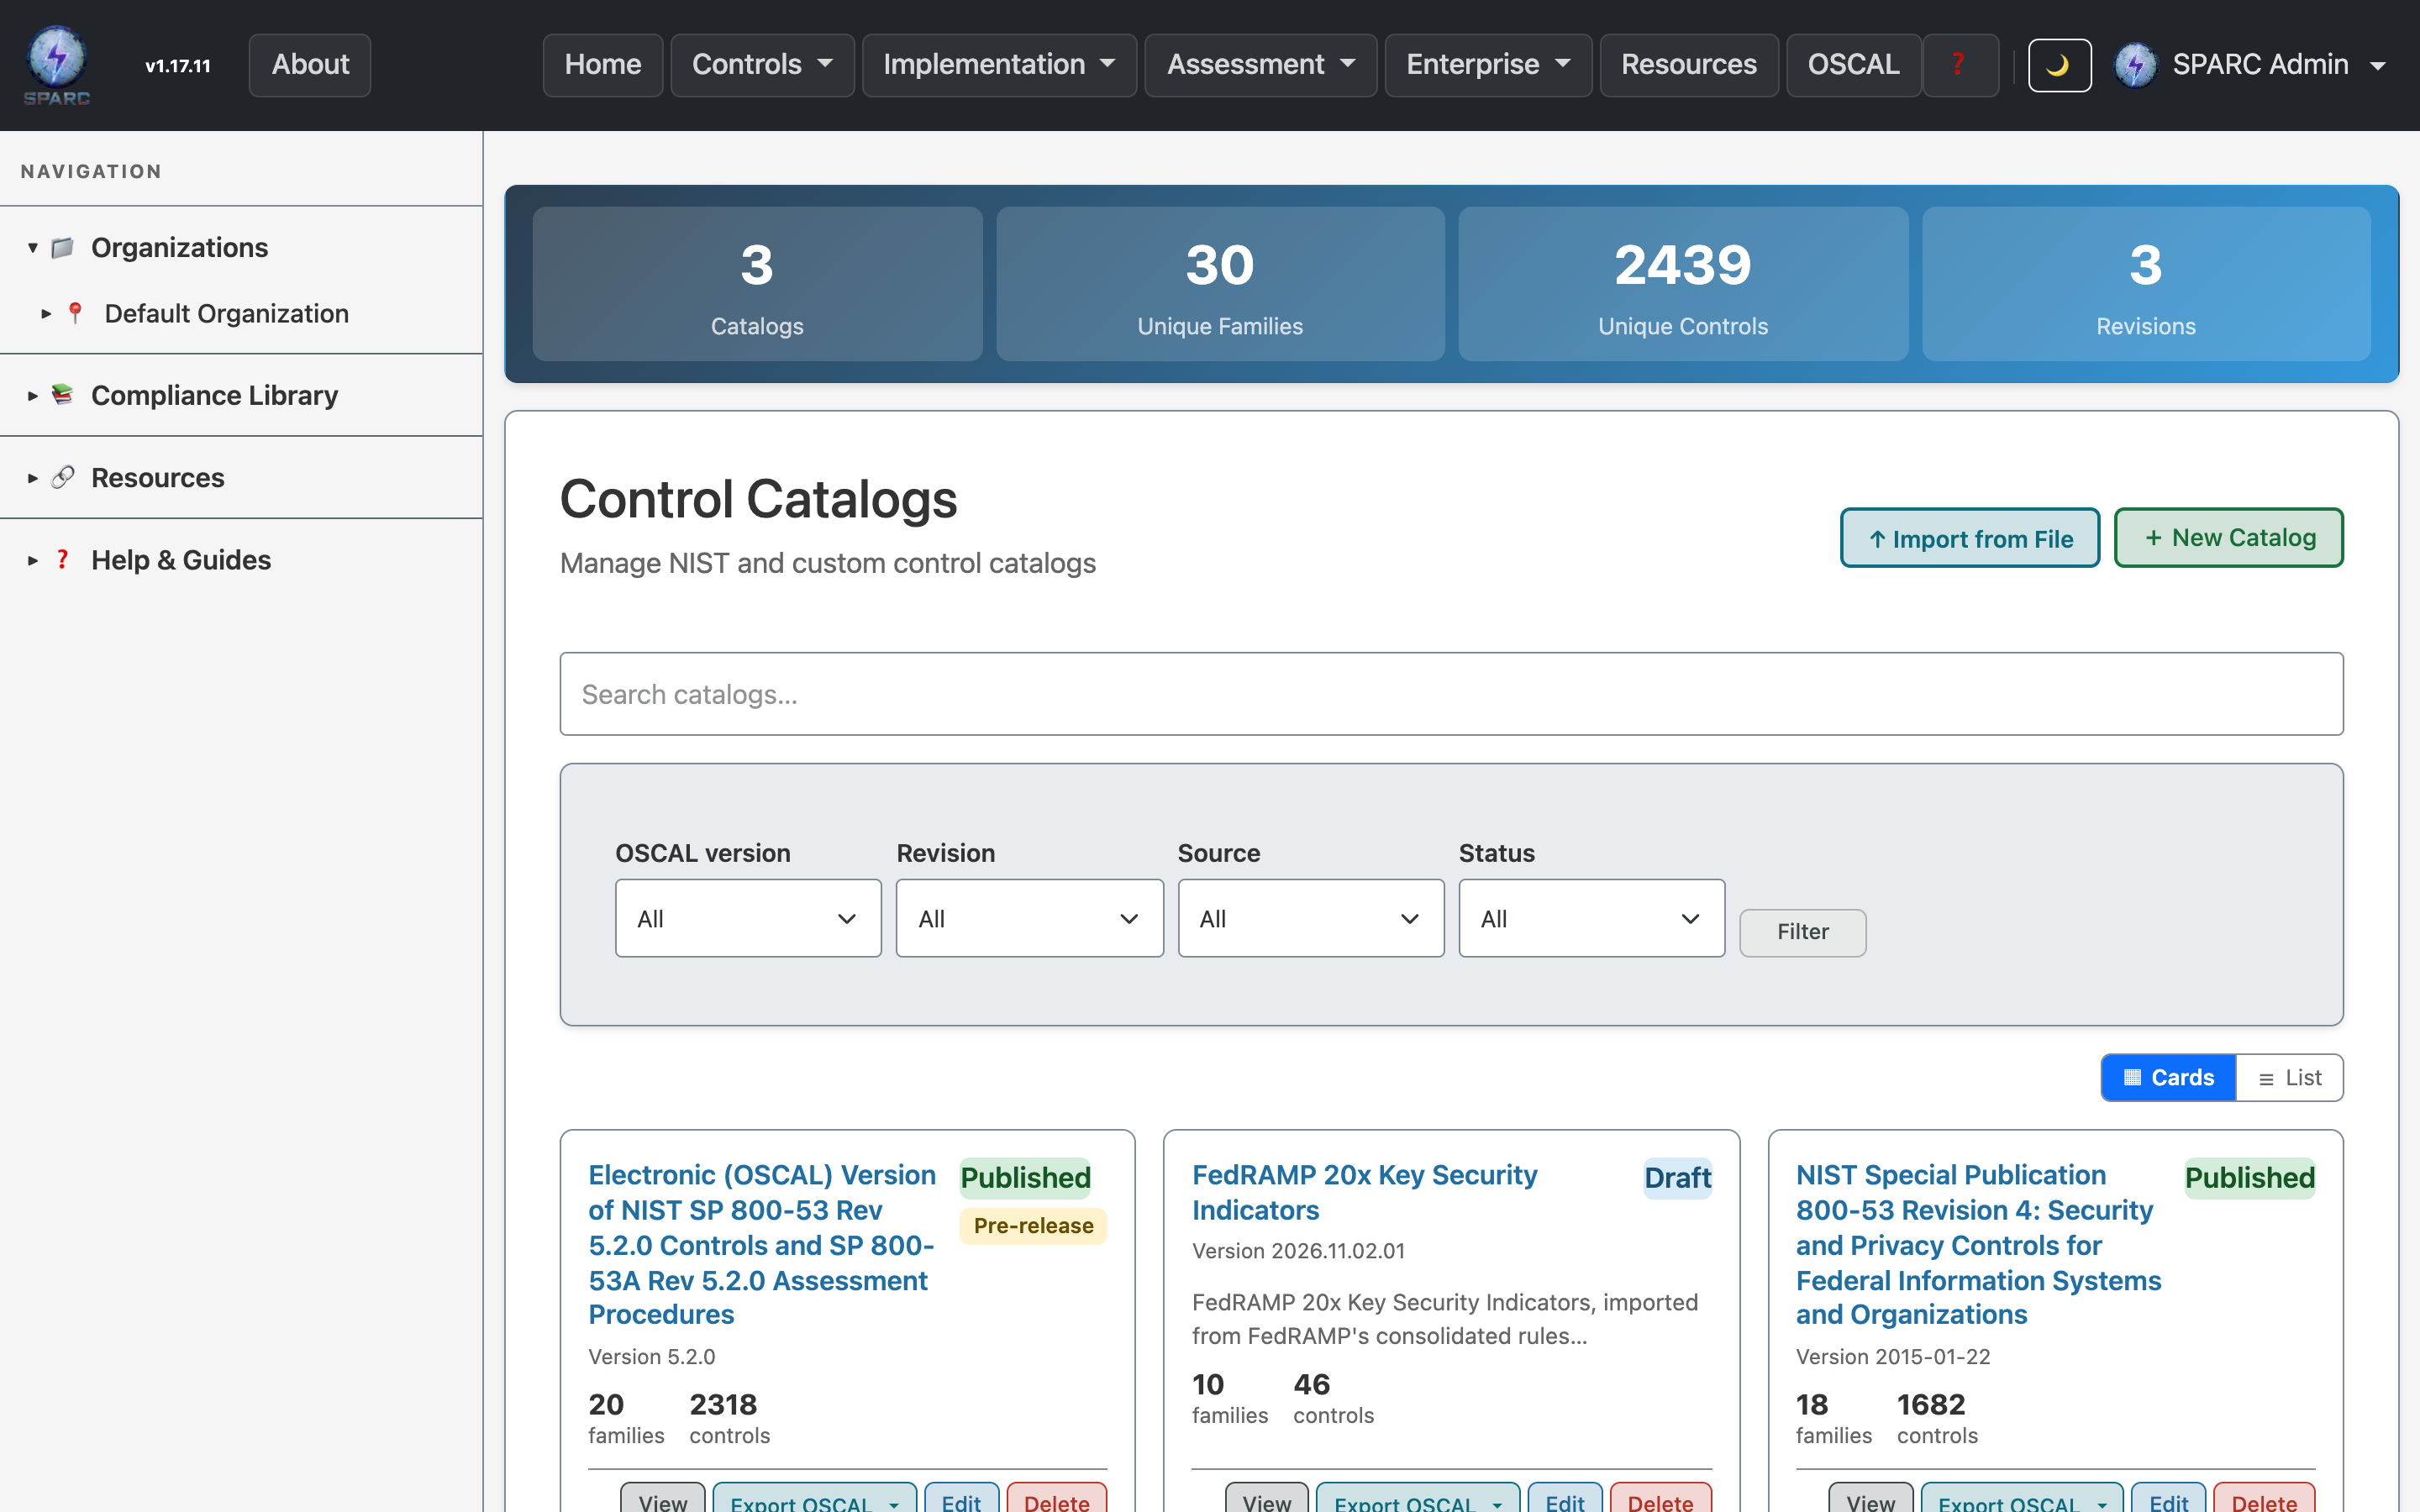 SPARC
v1.17.11
About
Home
Controls
Implementation
Assessment
Enterprise
Resources
OSCAL
?
SPARC Admin
NAVIGATION
Organizations
Default Organization
Compliance Library
Resources
Help & Guides
3
Catalogs
30
Unique Families
2439
Unique Controls
3
Revisions
Control Catalogs
Manage NIST and custom control catalogs
↑ Import from File
+ New Catalog
Search catalogs...
OSCAL version
Revision
Source
Status
All
All
All
All
Filter
Cards
List
Electronic (OSCAL) Version
of NIST SP 800-53 Rev
5.2.0 Controls and SP 800-
53A Rev 5.2.0 Assessment
Procedures
Published
Pre-release
Version 5.2.0
20
families
2318
controls
View
Export OSCAL
Edit
Delete
FedRAMP 20x Key Security
Indicators
Draft
Version 2026.11.02.01
FedRAMP 20x Key Security Indicators, imported
from FedRAMP's consolidated rules...
10
families
46
controls
View
Export OSCAL
Edit
Delete
NIST Special Publication
800-53 Revision 4: Security
and Privacy Controls for
Federal Information Systems
and Organizations
Published
Version 2015-01-22
18
families
1682
controls
View
Export OSCAL
Edit
Delete